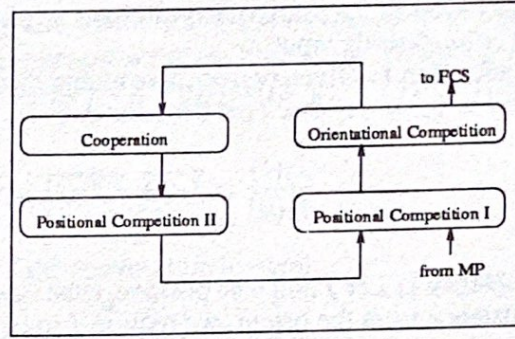 to FCS
Cooperation
Orientational Competition
Positional Competition II
Positional Competition I
from MP